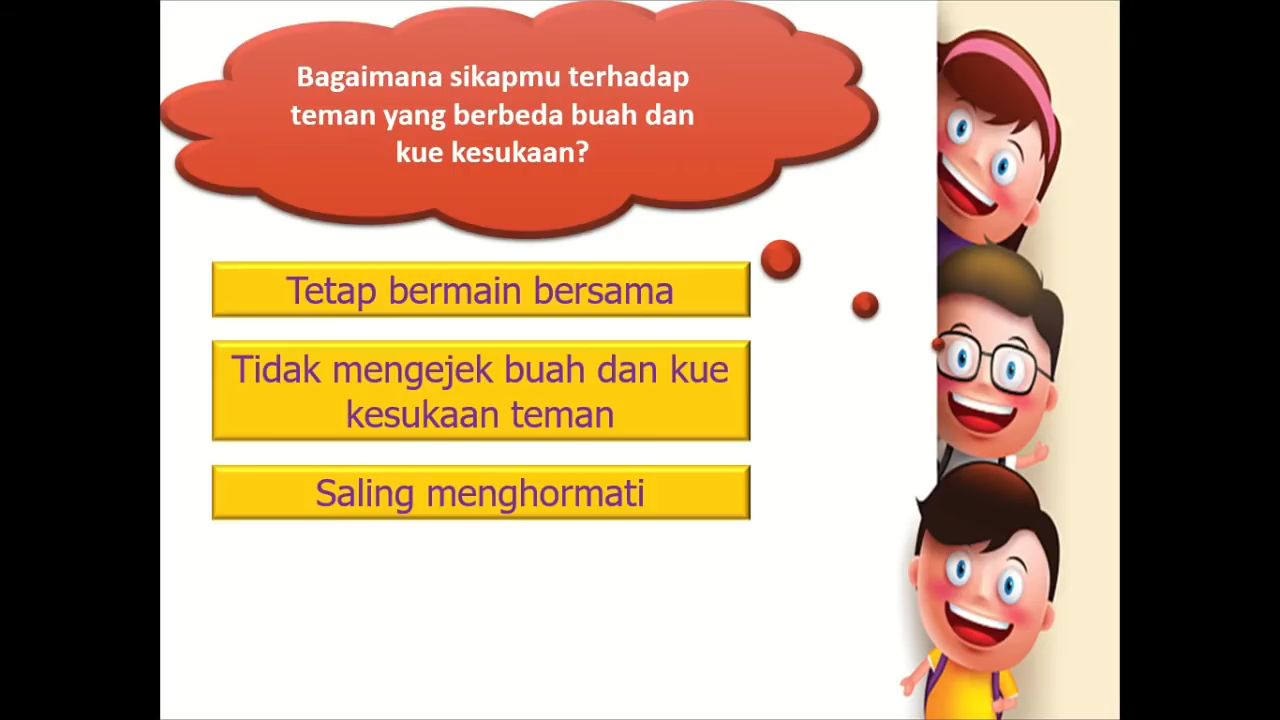 Bagaimana sikapmu terhadap
teman yang berbeda buah dan
kue kesukaan?
Tetap bermain bersama
Tidak mengejek buah dan kue
kesukaan teman
Saling menghormati